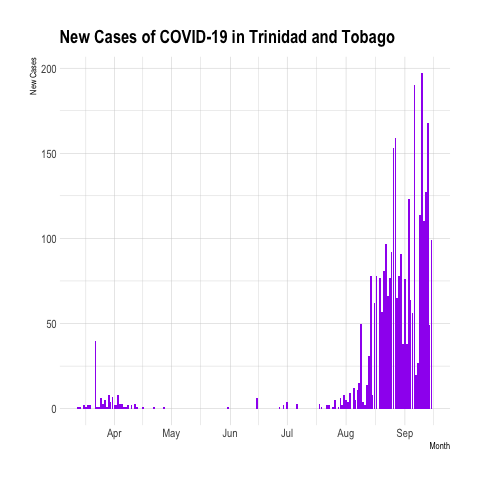 New Cases of COVID-19 in Trinidad and Tobago
New Cases
200
150
100
50
0
Apr May Jun Jul Aug Sep
Month